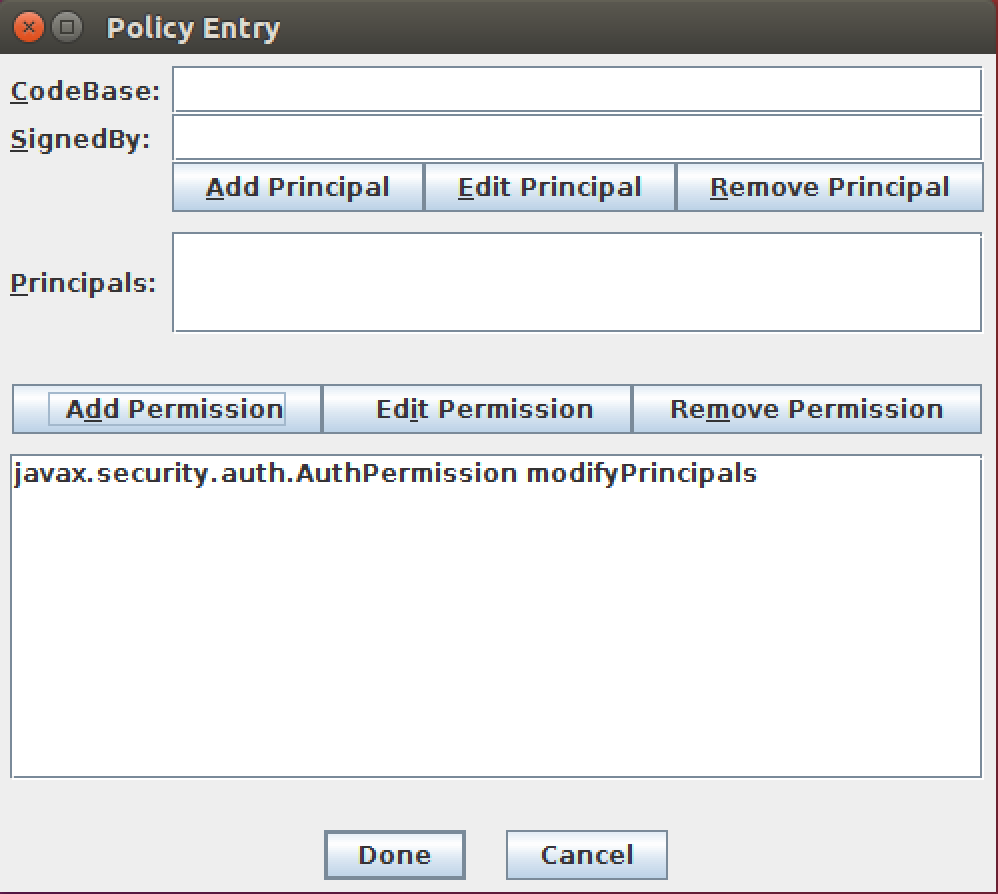 Policy Entry
CodeBase:
SignedBy:
Add Principal Edit Principal Remove Principal
Principals:
Add Permission Edit Permission Remove Permission
javax.security.auth.AuthPermission modifyPrincipals
Done Cancel